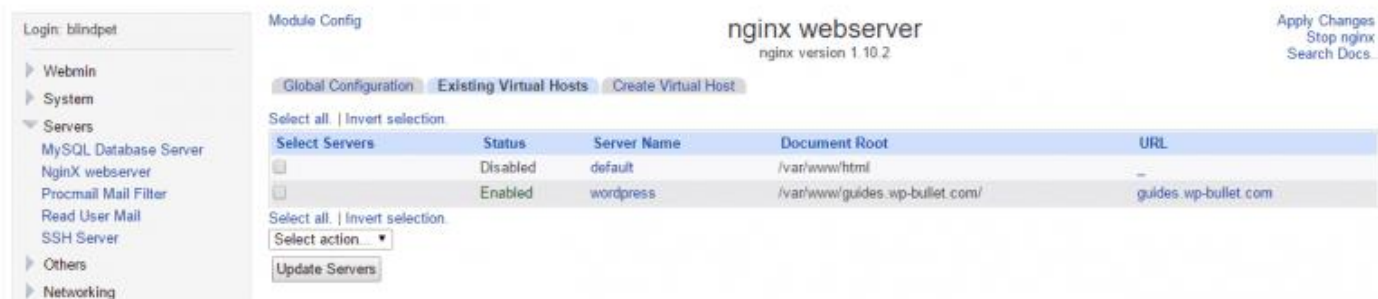 Login: blindpet
Webmin
System
Servers
MySQL Database Server
NginX webserver
Procmail Mail Filter
Read User Mail
SSH Server
Others
Networking
Module Config
nginx webserver
nginx version 1.10.2
Apply Changes
Stop nginx
Search Docs..
Global Configuration Existing Virtual Hosts Create Virtual Host
Select all. | Invert selection.
Select Servers Status Server Name Document Root URL
Disabled default /var/www/html _
Enabled wordpress /var/www/guides.wp-bullet.com/ guides.wp-bullet.com
Select all. | Invert selection.
Select action...
Update Servers